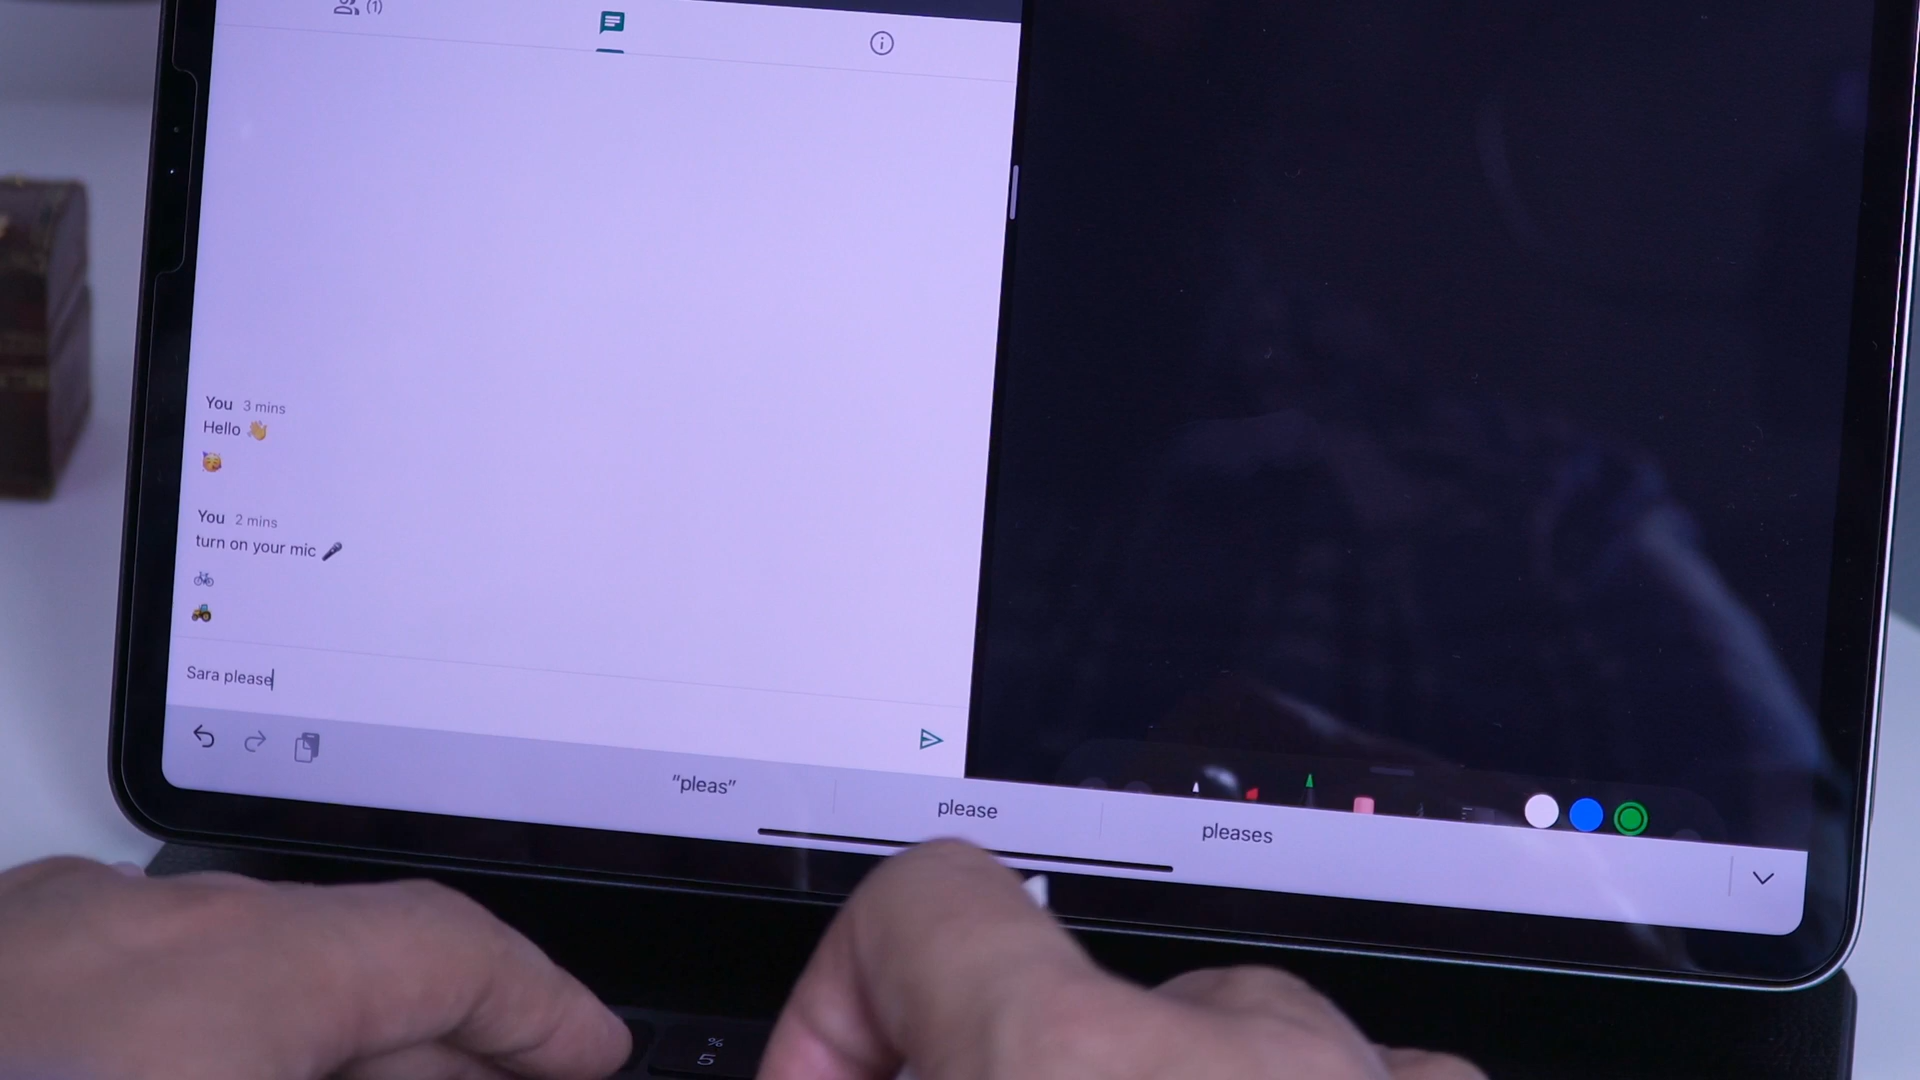 (1)
You 3 mins
Hello 👋
🥳
You 2 mins
turn on your mic 🎤
🚲
🚜
Sara please
“pleas”
please
pleases
%
5